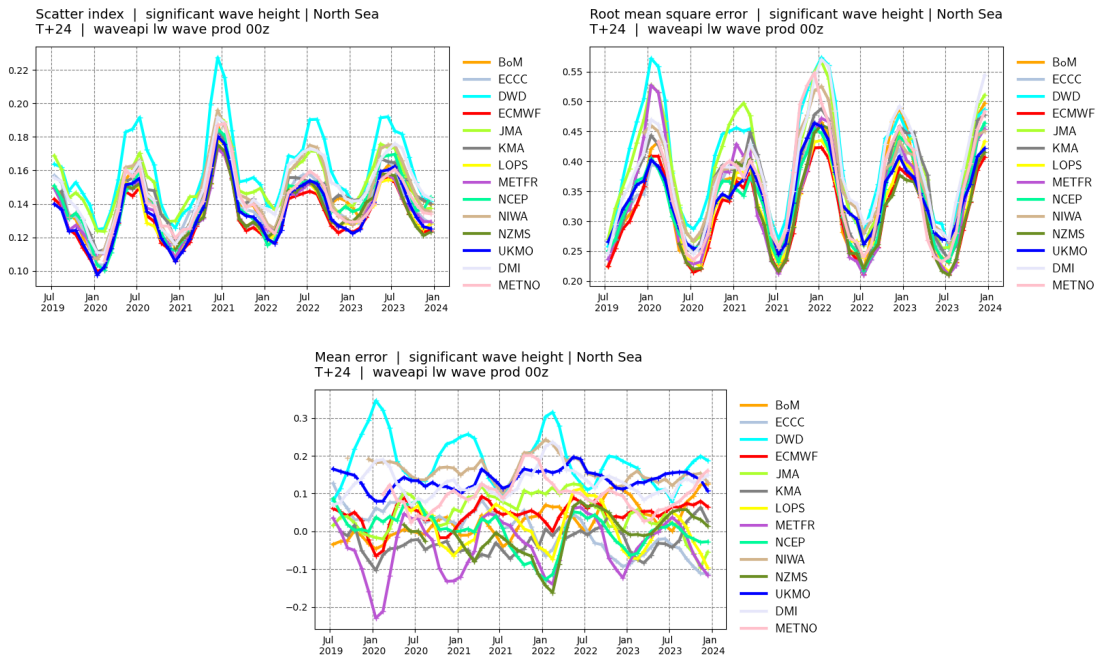 Scatter index | significant wave height | North Sea
T+24 | waveapi lw wave prod 00z
0.22
0.20
0.18
0.16
0.14
0.12
0.10
Jul 2019
Jan 2020
Jul 2020
Jan 2021
Jul 2021
Jan 2022
Jul 2022
Jan 2023
Jul 2023
Jan 2024
BoM
ECCC
DWD
ECMWF
JMA
KMA
LOPS
METFR
NCEP
NIWA
NZMS
UKMO
DMI
METNO
Root mean square error | significant wave height | North Sea
T+24 | waveapi lw wave prod 00z
0.55
0.50
0.45
0.40
0.35
0.30
0.25
0.20
Jul 2019
Jan 2020
Jul 2020
Jan 2021
Jul 2021
Jan 2022
Jul 2022
Jan 2023
Jul 2023
Jan 2024
BoM
ECCC
DWD
ECMWF
JMA
KMA
LOPS
METFR
NCEP
NIWA
NZMS
UKMO
DMI
METNO
Mean error | significant wave height | North Sea
T+24 | waveapi lw wave prod 00z
0.3
0.2
0.1
0.0
−0.1
−0.2
Jul 2019
Jan 2020
Jul 2020
Jan 2021
Jul 2021
Jan 2022
Jul 2022
Jan 2023
Jul 2023
Jan 2024
BoM
ECCC
DWD
ECMWF
JMA
KMA
LOPS
METFR
NCEP
NIWA
NZMS
UKMO
DMI
METNO